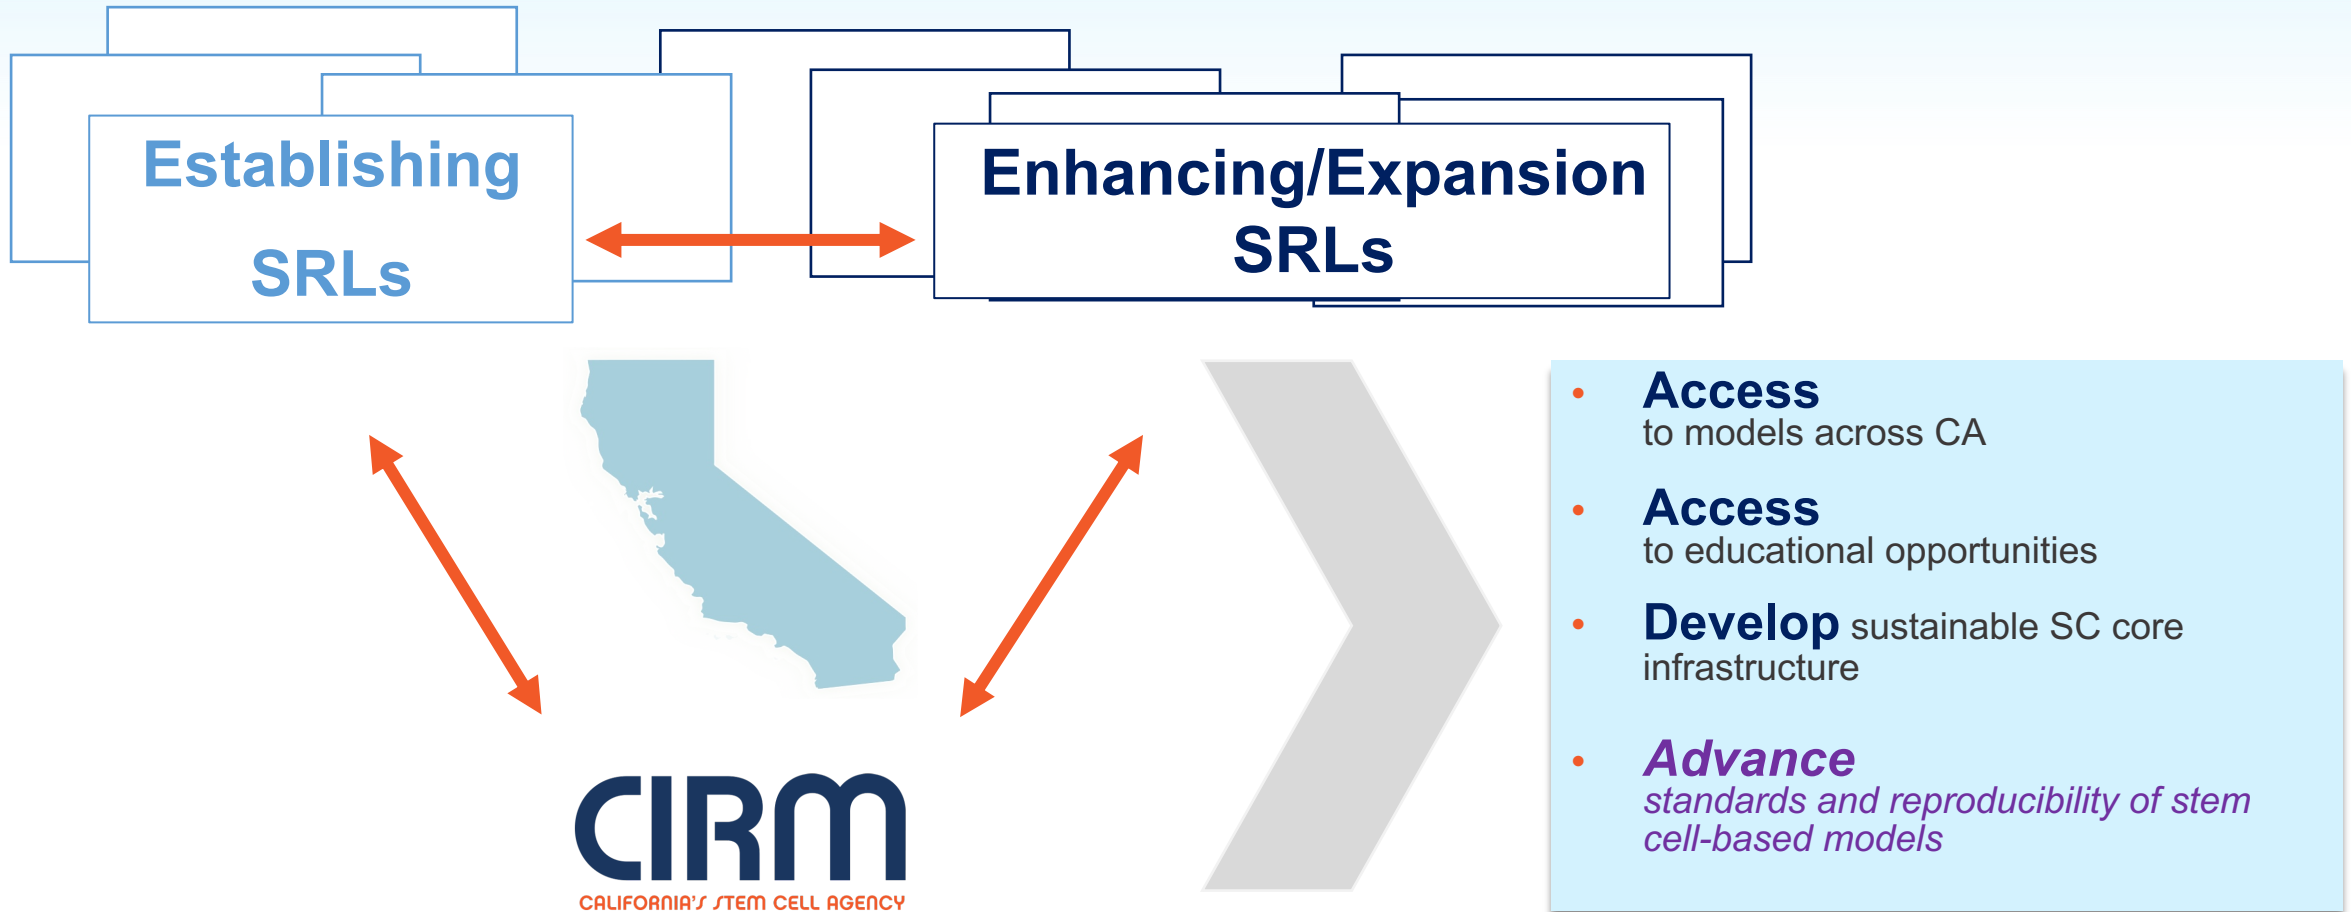 Establishing
SRLs
Enhancing/Expansion
SRLs
• Access
to models across CA
• Access
to educational opportunities
• Develop sustainable SC core
infrastructure
• Advance
standards and reproducibility of stem
cell-based models
CIRM
CALIFORNIA'S STEM CELL AGENCY